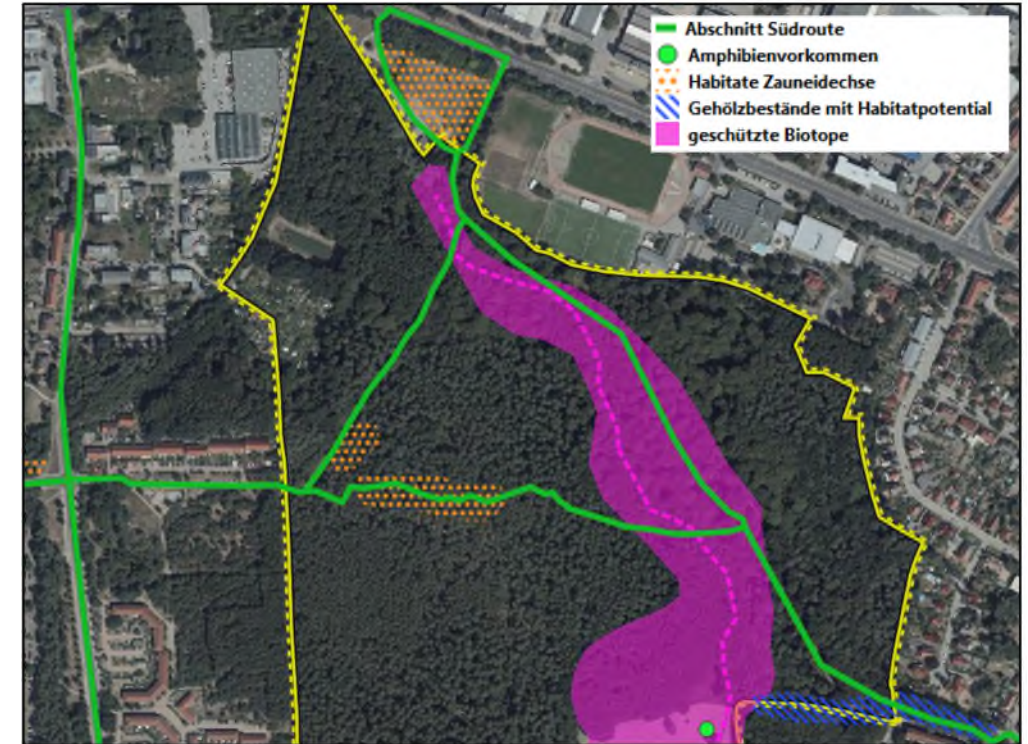 Abschnitt Südroute
Amphibienvorkommen
Habitate Zauneidechse
Gehölzbestände mit Habitatpotential
geschützte Biotope